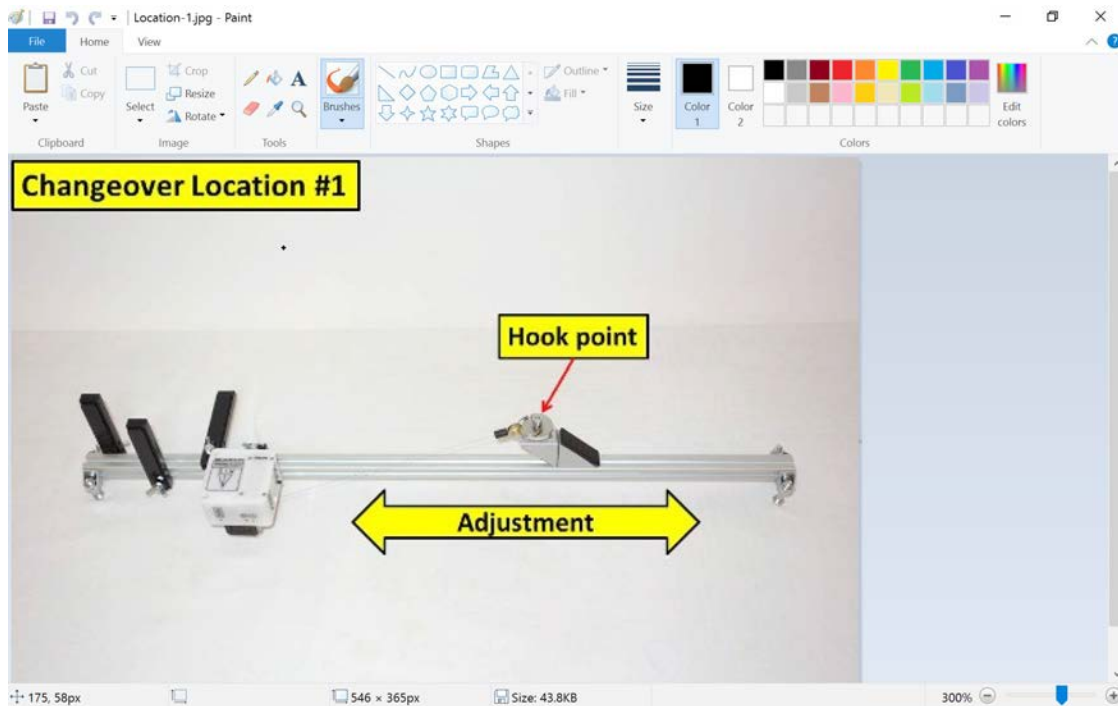 Location-1.jpg - Paint
File Home View
Cut
Copy
Paste
Clipboard
Select
Crop
Resize
Rotate
Image
A
Tools
Brushes
Shapes
Outline
Fill
Size
Color
1
Color
2
Colors
Edit
colors
Changeover Location #1
Hook point
Adjustment
175, 58px
546 × 365px
Size: 43.8KB
300%